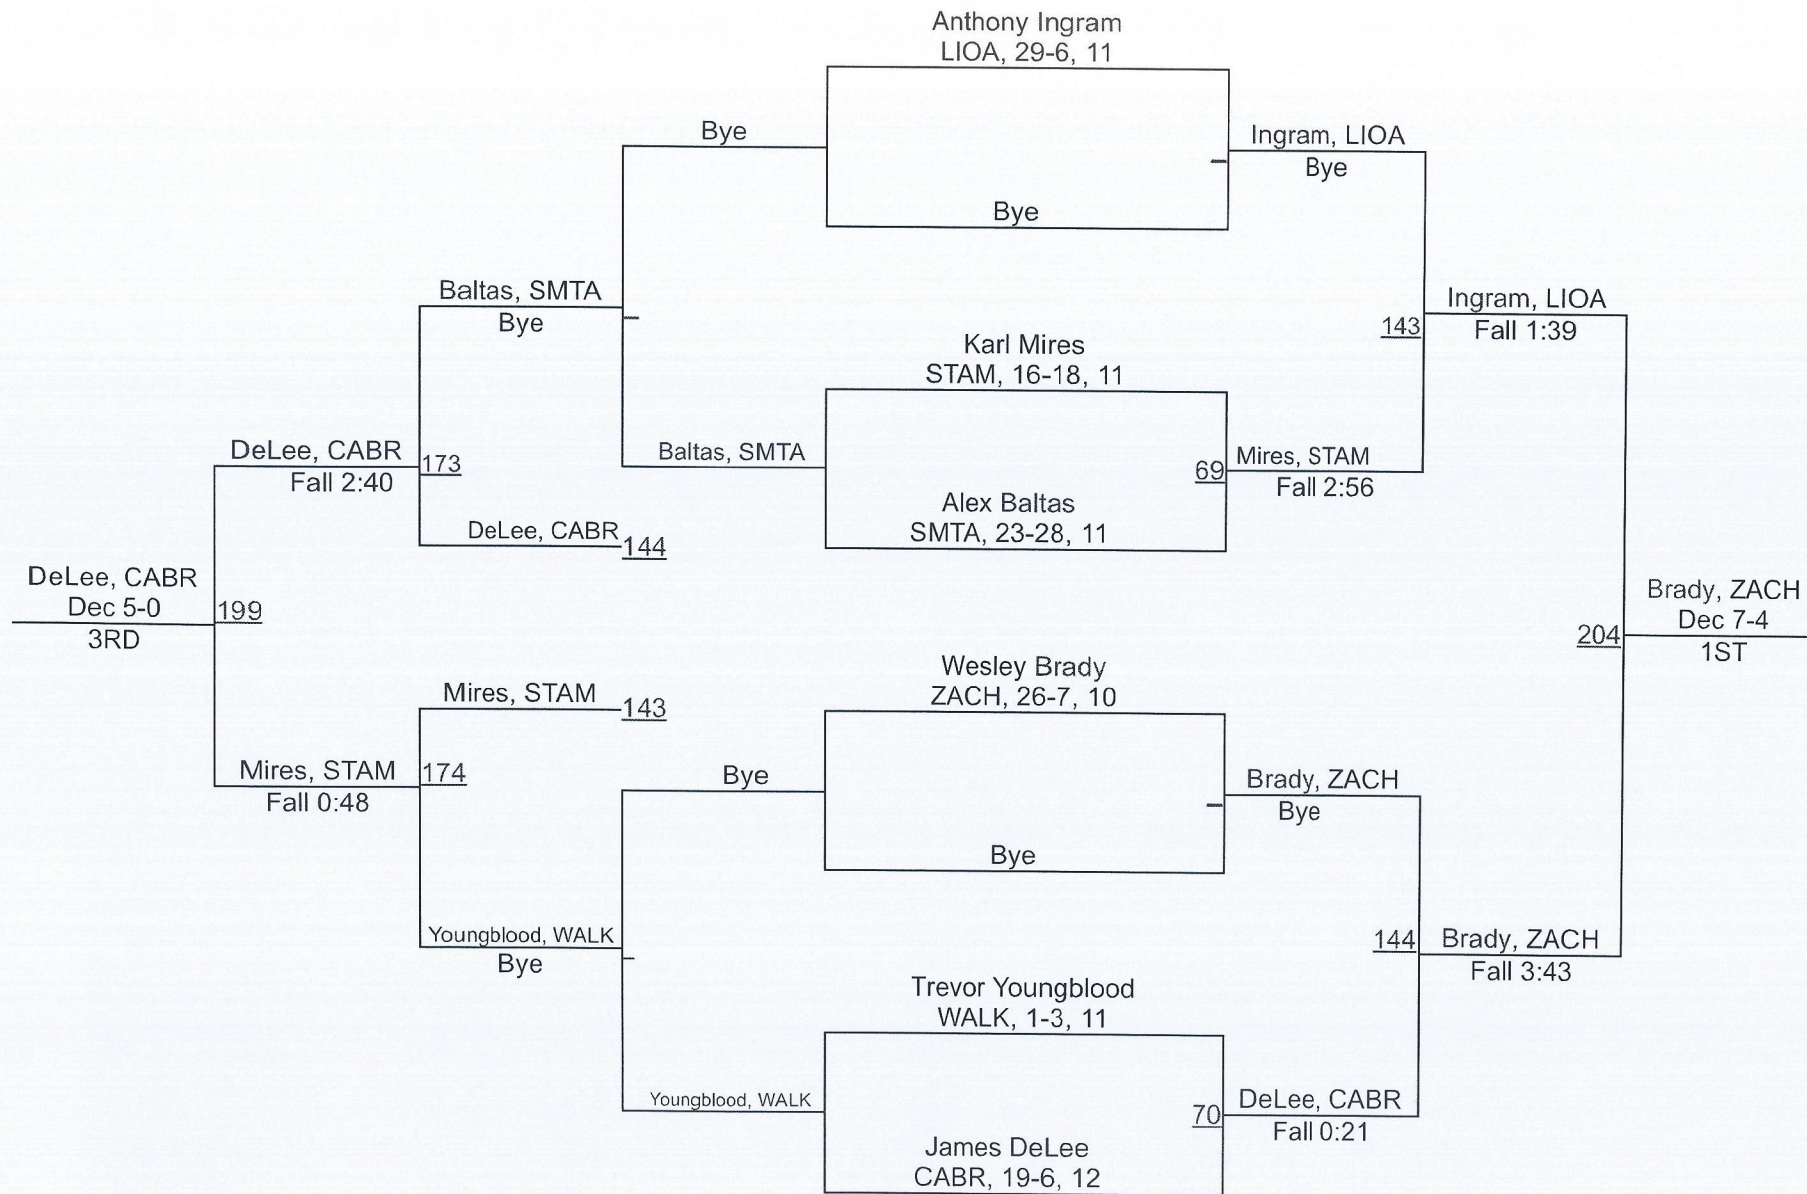 Anthony Ingram
LIOA, 29-6, 11
Bye
Ingram, LIOA
Bye
Bye
Baltas, SMTA
Bye
Ingram, LIOA
143
Fall 1:39
Karl Mires
STAM, 16-18, 11
DeLee, CABR
173
Fall 2:40
Baltas, SMTA
69
Mires, STAM
Fall 2:56
Alex Baltas
SMTA, 23-28, 11
DeLee, CABR
144
DeLee, CABR
Dec 5-0
199
3RD
Brady, ZACH
Dec 7-4
204
1ST
Wesley Brady
ZACH, 26-7, 10
Mires, STAM
143
Mires, STAM
174
Fall 0:48
Bye
Brady, ZACH
Bye
Bye
Youngblood, WALK
Bye
144
Brady, ZACH
Fall 3:43
Trevor Youngblood
WALK, 1-3, 11
Youngblood, WALK
70
DeLee, CABR
Fall 0:21
James DeLee
CABR, 19-6, 12